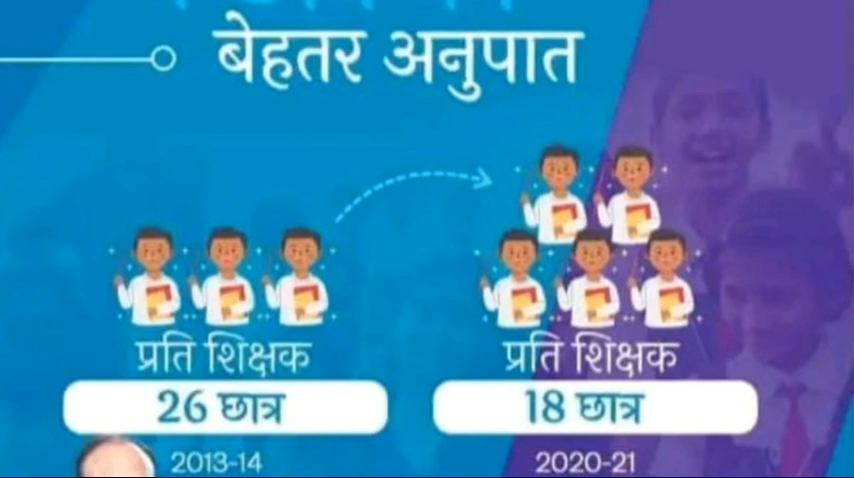 बेहतर अनुपात
प्रति शिक्षक
26 छात्र
2013-14
प्रति शिक्षक
18 छात्र
2020-21